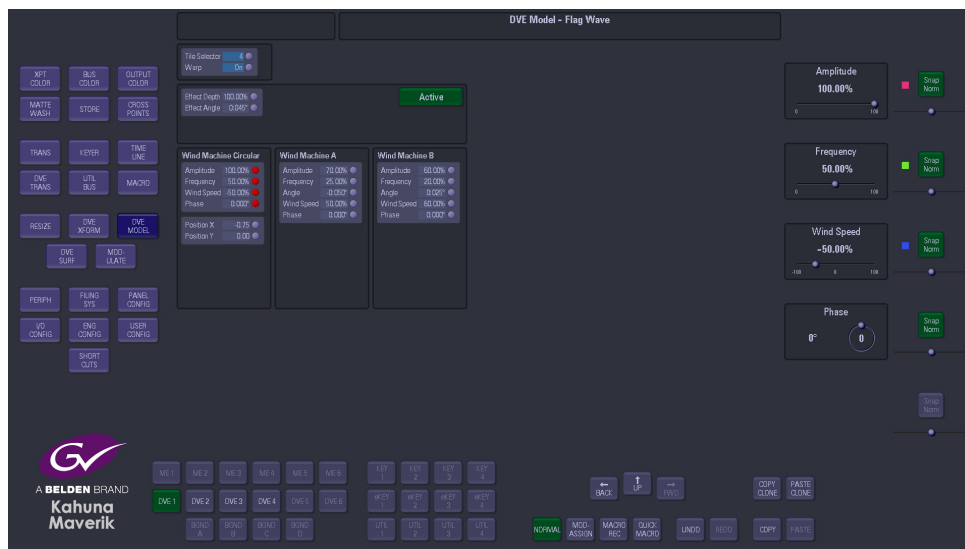 DVE Model - Flag Wave
Tile Selector 4
Warp On
Effect Depth 100.00%
Effect Angle 0:045°
Active
Wind Machine Circular
Amplitude 100.00%
Frequency 50.00%
Wind Speed -50.00%
Phase 0:000°
Position X -0.75
Position Y 0.00
Wind Machine A
Amplitude 70.00%
Frequency 25.00%
Angle -0:050°
Wind Speed 50.00%
Phase 0:000°
Wind Machine B
Amplitude 60.00%
Frequency 20.00%
Angle 0:025°
Wind Speed 60.00%
Phase 0:000°
XPT COLOR
BUS COLOR
OUTPUT COLOR
MATTE WASH
STORE
CROSS POINTS
TRANS
KEYER
TIME LINE
DVE TRANS
UTIL BUS
MACRO
RESIZE
DVE XFORM
DVE MODEL
DVE SURF
MDO-ULATE
PERIPH
FILING SYS
PANEL CONFIG
I/O CONFIG
ENG CONFIG
USER CONFIG
SHORT CUTS
Amplitude
100.00%
0 100
Snap Norm
Frequency
50.00%
0 100
Snap Norm
Wind Speed
-50.00%
-100 0 100
Snap Norm
Phase
0° 0
Snap Norm
Snap Norm
GV
A BELDEN BRAND
Kahuna
Maverik
ME 1 ME 2 ME 3 ME 4 ME 5 ME 6
DVE 1 DVE 2 DVE 3 DVE 4 DVE 5 DVE 6
BGND A BGND B BGND C BGND D
KEY 1 KEY 2 KEY 3 KEY 4
eKEY 1 eKEY 2 eKEY 3 eKEY 4
UTIL 1 UTIL 2 UTIL 3 UTIL 4
BACK UP FWD
COPY CLONE PASTE CLONE
NORMAL MOD-ASSIGN MACRO REC QUICK MACRO UNDO REDO COPY PASTE